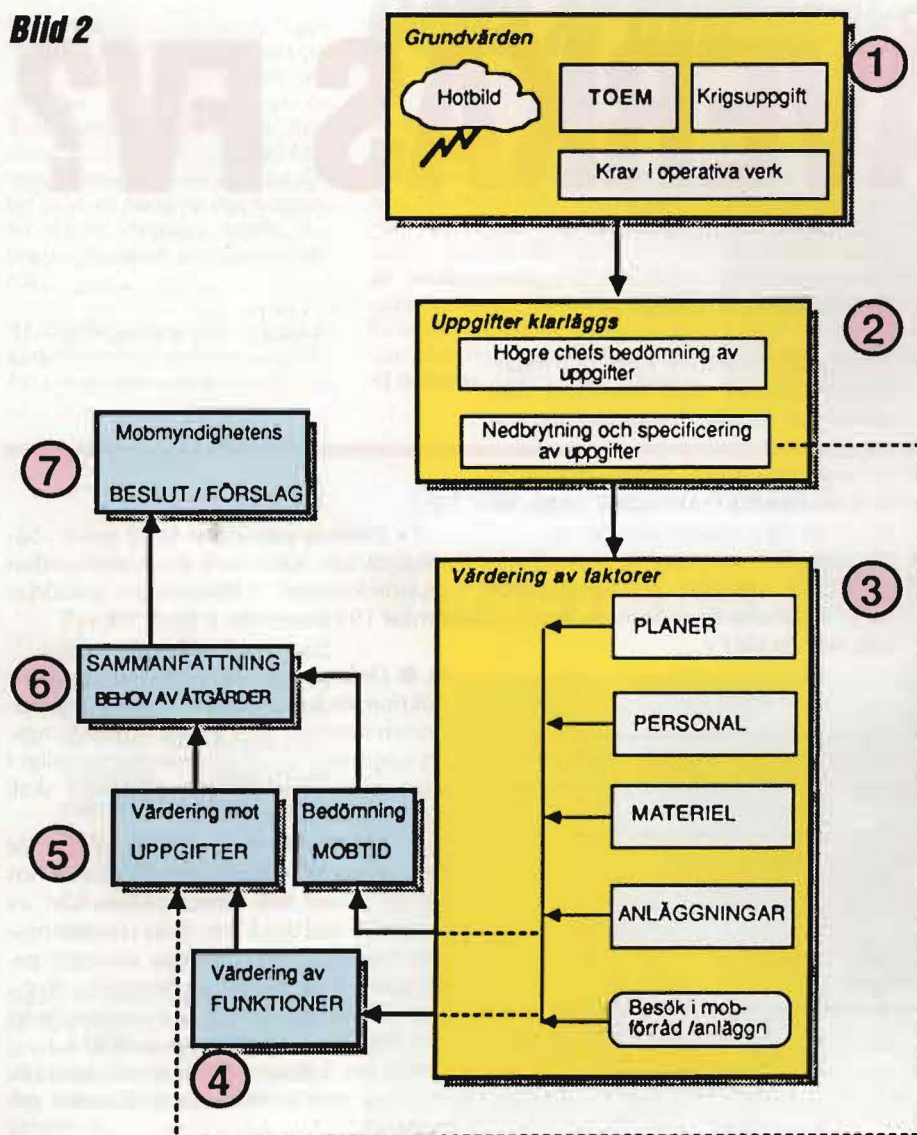 Bild 2
Grundvärden
1
Hotbild
TOEM
Krigsuppgift
Krav i operativa verk
Uppgifter klarläggs
2
Högre chefs bedömning av
uppgifter
Nedbrytning och specificering
av uppgifter
Mobmyndighetens
7
BESLUT / FÖRSLAG
Värdering av faktorer
3
PLANER
6
SAMMANFATTNING
BEHOV AV ÅTGÄRDER
PERSONAL
5
Värdering mot
UPPGIFTER
Bedömning
MOBTID
MATERIEL
ANLÄGGNINGAR
Värdering av
FUNKTIONER
4
Besök i mob-
förråd /anläggn